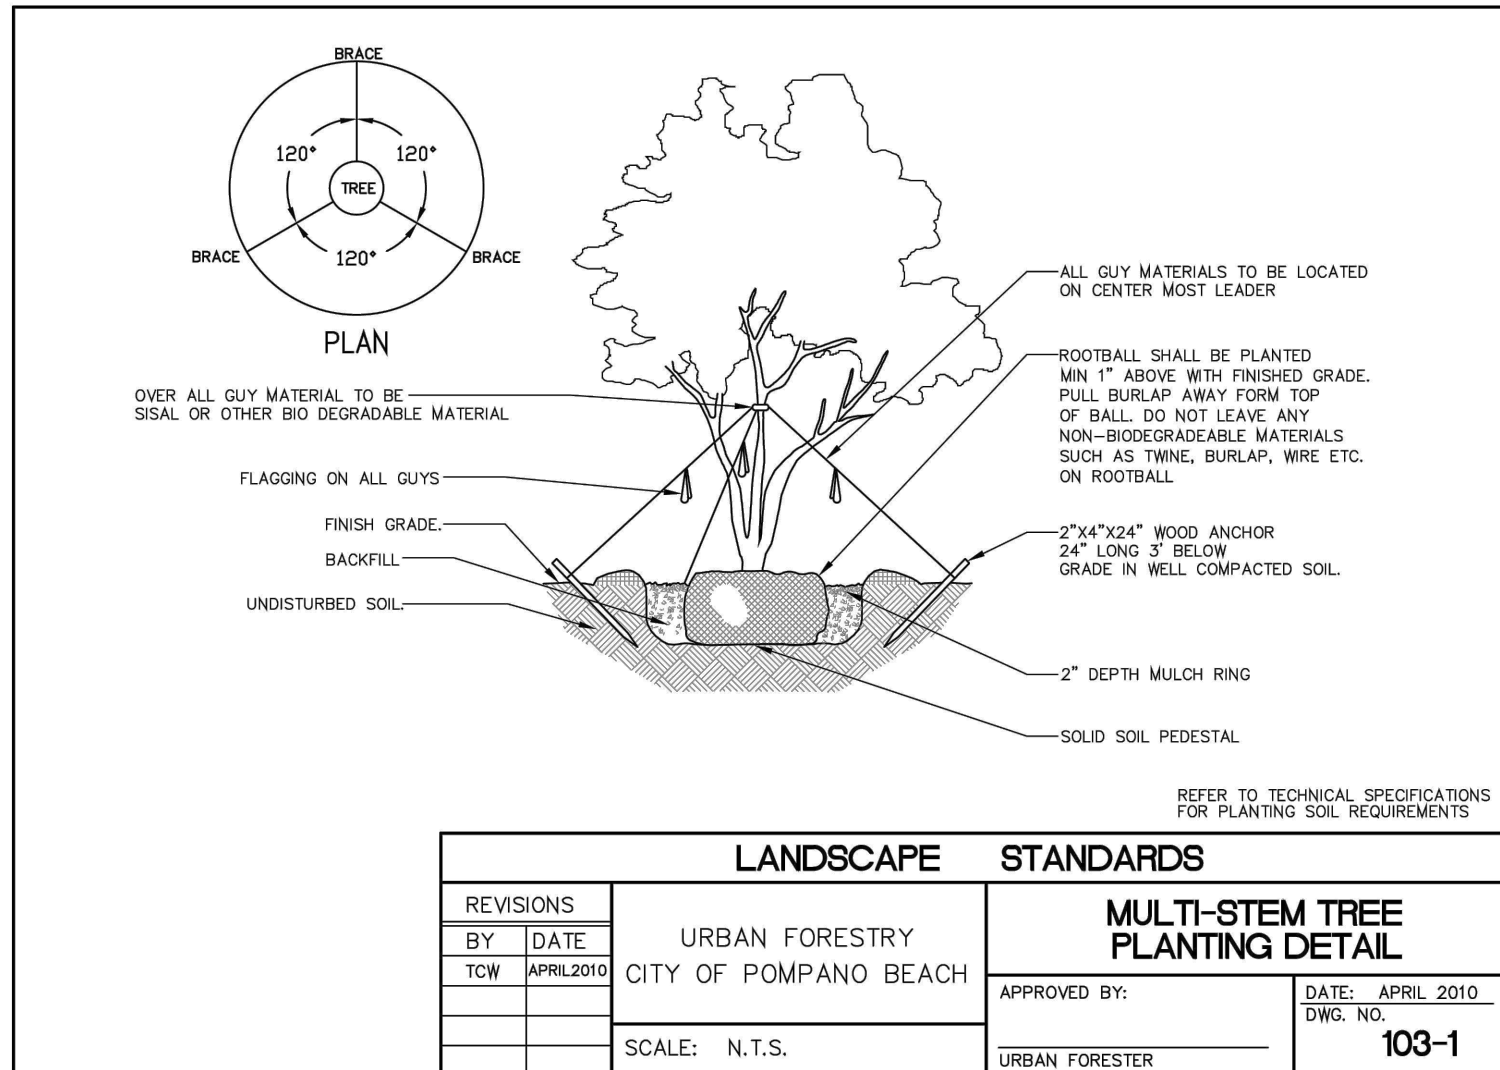 BRACE
120°
120°
TREE
BRACE
120°
BRACE
PLAN
OVER ALL GUY MATERIAL TO BE
SISAL OR OTHER BIO DEGRADABLE MATERIAL
FLAGGING ON ALL GUYS
FINISH GRADE.
BACKFILL
UNDISTURBED SOIL.
ALL GUY MATERIALS TO BE LOCATED
ON CENTER MOST LEADER
ROOTBALL SHALL BE PLANTED
MIN 1" ABOVE WITH FINISHED GRADE.
PULL BURLAP AWAY FORM TOP
OF BALL. DO NOT LEAVE ANY
NON-BIODEGRADEABLE MATERIALS
SUCH AS TWINE, BURLAP, WIRE ETC.
ON ROOTBALL
2"X4"X24" WOOD ANCHOR
24" LONG 3' BELOW
GRADE IN WELL COMPACTED SOIL.
2" DEPTH MULCH RING
SOLID SOIL PEDESTAL
REFER TO TECHNICAL SPECIFICATIONS
FOR PLANTING SOIL REQUIREMENTS
LANDSCAPE STANDARDS
REVISIONS
BY DATE
TCW APRIL2010
URBAN FORESTRY
CITY OF POMPANO BEACH
SCALE: N.T.S.
MULTI-STEM TREE
PLANTING DETAIL
APPROVED BY:
URBAN FORESTER
DATE: APRIL 2010
DWG. NO.
103-1